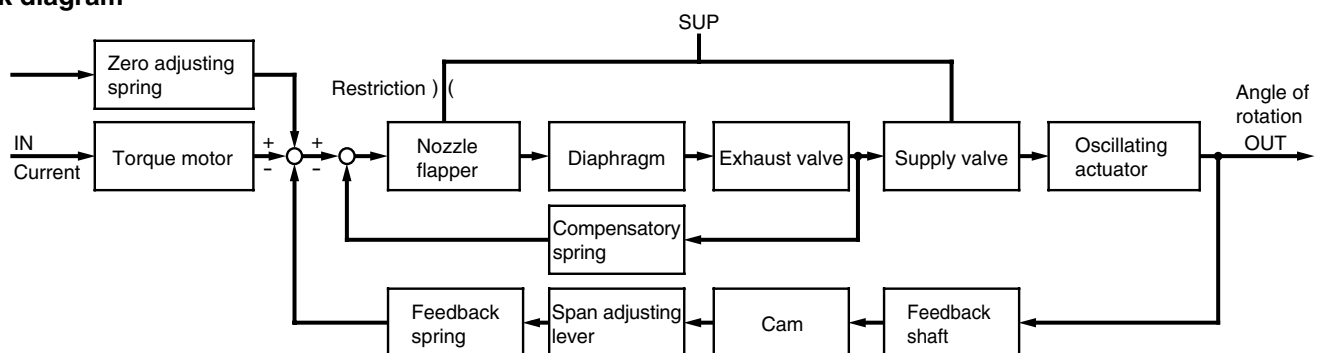 k diagram
SUP
Zero adjusting
spring
Restriction ) (
Angle of
rotation
OUT
IN
Current
Torque motor
+
-
+
-
Nozzle
flapper
Diaphragm
Exhaust valve
Supply valve
Oscillating
actuator
Compensatory
spring
Feedback
spring
Span adjusting
lever
Cam
Feedback
shaft